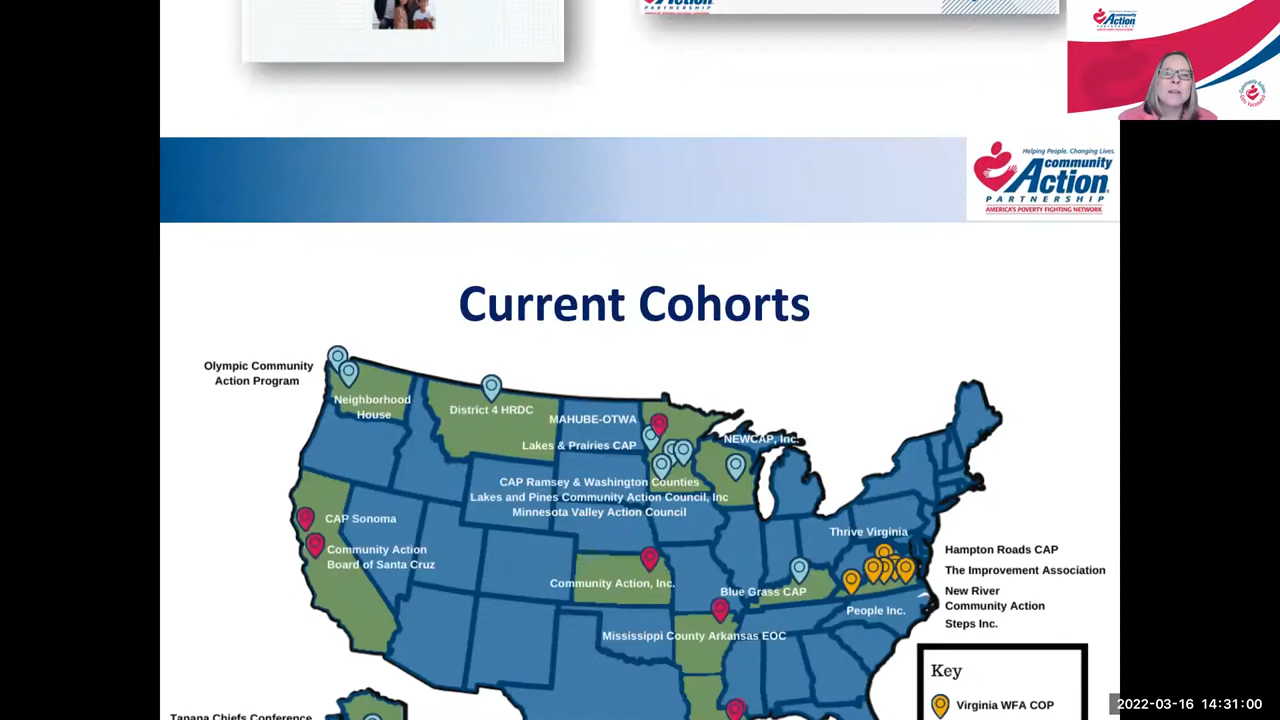 community
Action
PARTNERSHIP
Helping People. Changing Lives.
community
Action
PARTNERSHIP
AMERICA'S POVERTY FIGHTING NETWORK
Current Cohorts
Olympic Community
Action Program
Neighborhood
House
District 4 HRDC
MAHUBE-OTWA
Lakes & Prairies CAP
NEWCAP, Inc.
CAP Ramsey & Washington Counties
Lakes and Pines Community Action Council, Inc
Minnesota Valley Action Council
CAP Sonoma
Community Action
Board of Santa Cruz
Community Action, Inc.
Thrive Virginia
Blue Grass CAP
People Inc.
Hampton Roads CAP
The Improvement Association
New River
Community Action
Steps Inc.
Mississippi County Arkansas EOC
Key
Virginia WFA COP
Tanana Chiefs Conference
2022-03-16 14:31:00